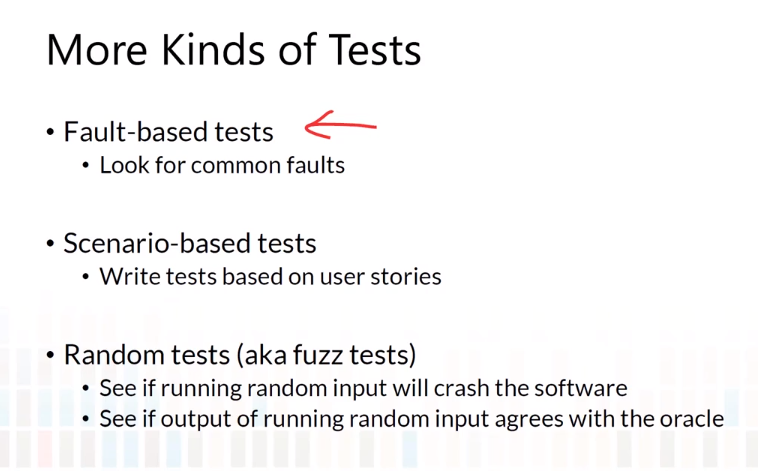 More Kinds of Tests
• Fault-based tests
• Look for common faults
• Scenario-based tests
• Write tests based on user stories
• Random tests (aka fuzz tests)
• See if running random input will crash the software
• See if output of running random input agrees with the oracle